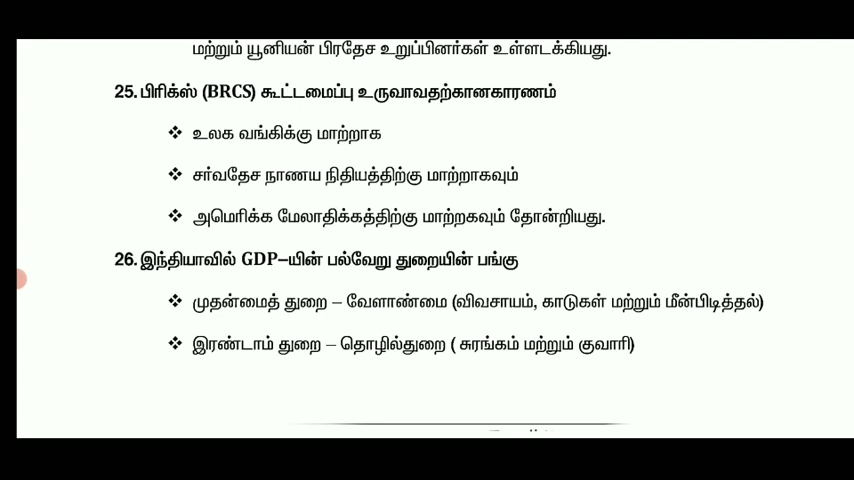 மற்றும் யூனியன் பிரதேச உறுப்பினர்கள் உள்ளடக்கியது.
25. பிரிக்ஸ் (BRCS) கூட்டமைப்பு உருவாவதற்கானகாரணம்
❖ உலக வங்கிக்கு மாற்றாக
❖ சர்வதேச நாணய நிதியத்திற்கு மாற்றாகவும்
❖ அமெரிக்க மேலாதிக்கத்திற்கு மாற்றகவும் தோன்றியது.
26. இந்தியாவில் GDP–யின் பல்வேறு துறையின் பங்கு
❖ முதன்மைத் துறை – வேளாண்மை (விவசாயம், காடுகள் மற்றும் மீன்பிடித்தல்)
❖ இரண்டாம் துறை – தொழில்துறை ( சுரங்கம் மற்றும் குவாரி)